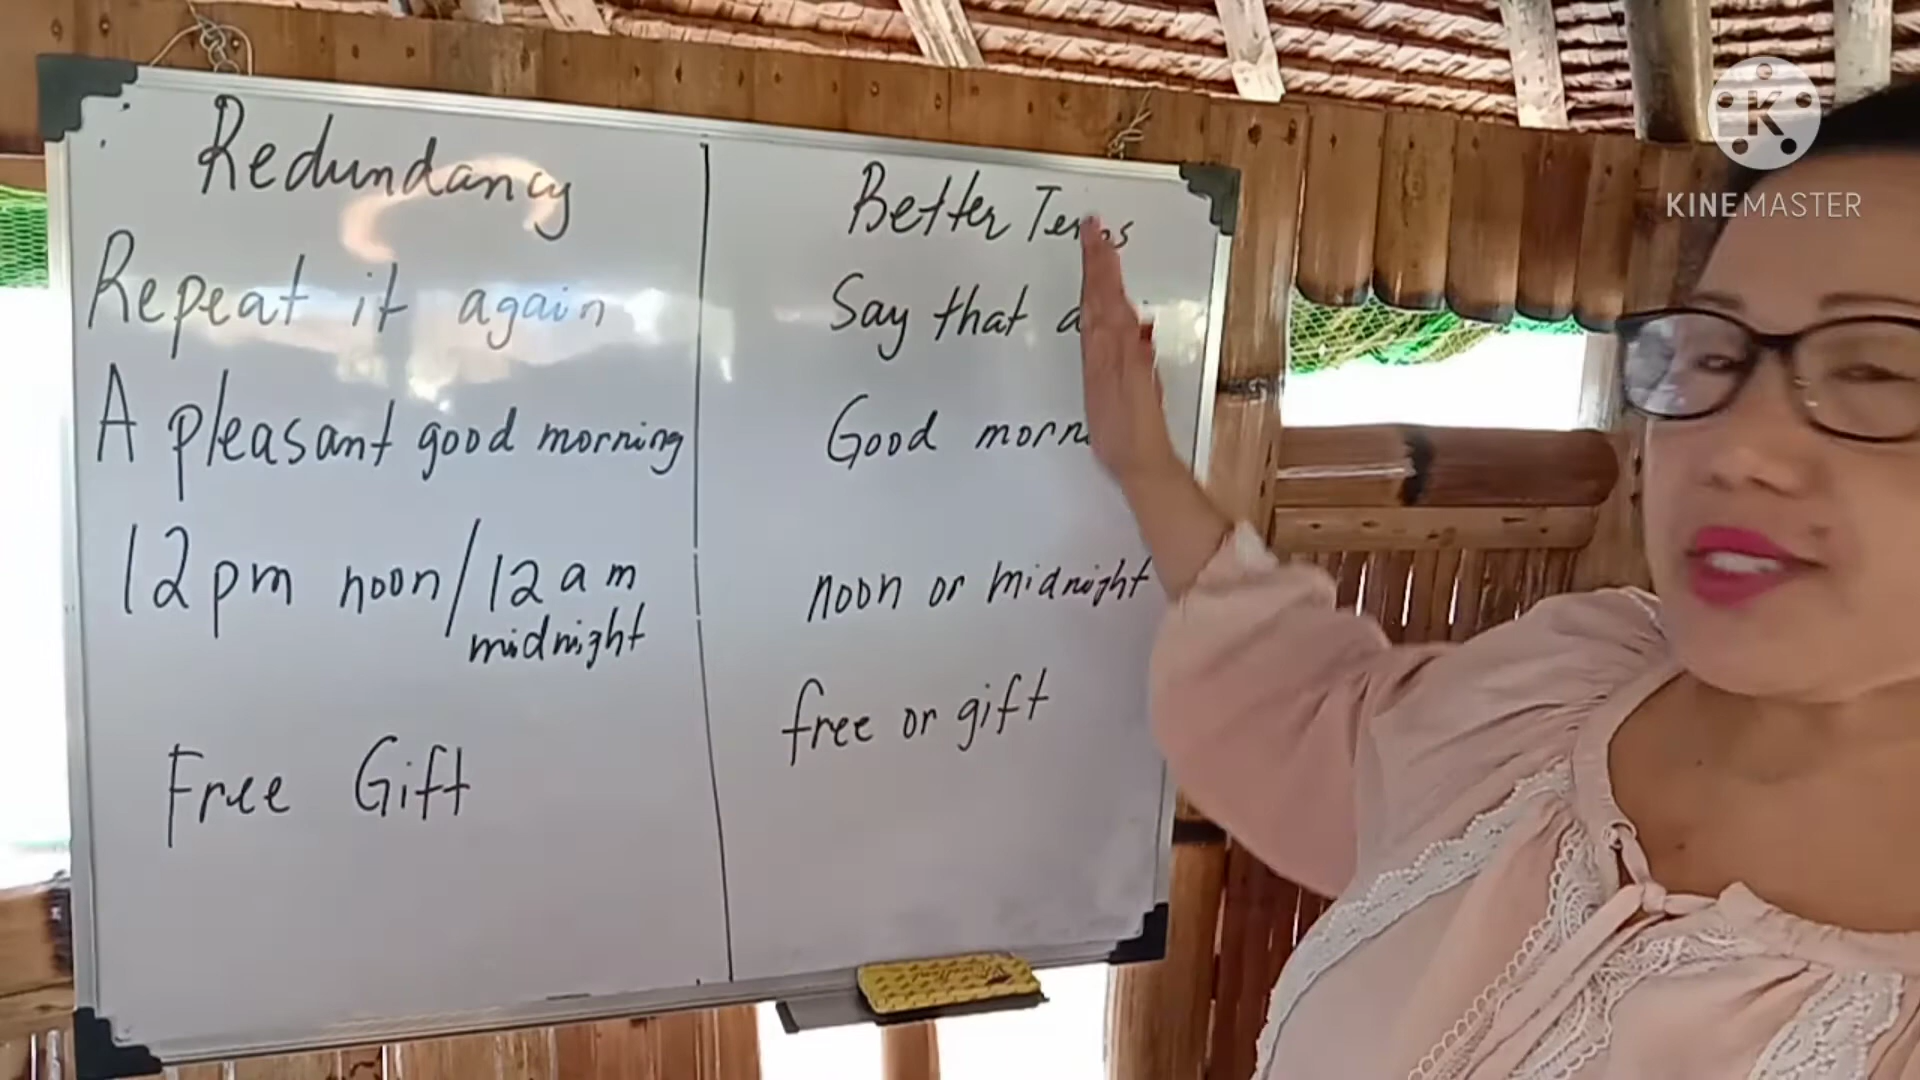 Redundancy
Repeat it again
A pleasant good morning
12pm noon/12am
midnight
Free Gift
Better
Say that
Good
noon or midnight
free or gift
K
KINEMASTER